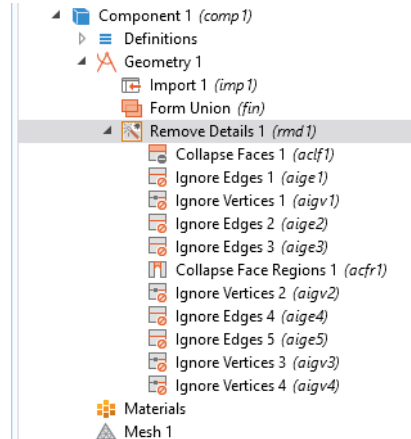 Component 1 (comp1)
Definitions
Geometry 1
Import 1 (imp1)
Form Union (fin)
Remove Details 1 (rmd1)
Collapse Faces 1 (aclf1)
Ignore Edges 1 (aige1)
Ignore Vertices 1 (aigv1)
Ignore Edges 2 (aige2)
Ignore Edges 3 (aige3)
Collapse Face Regions 1 (acfr1)
Ignore Vertices 2 (aigv2)
Ignore Edges 4 (aige4)
Ignore Edges 5 (aige5)
Ignore Vertices 3 (aigv3)
Ignore Vertices 4 (aigv4)
Materials
Mesh 1